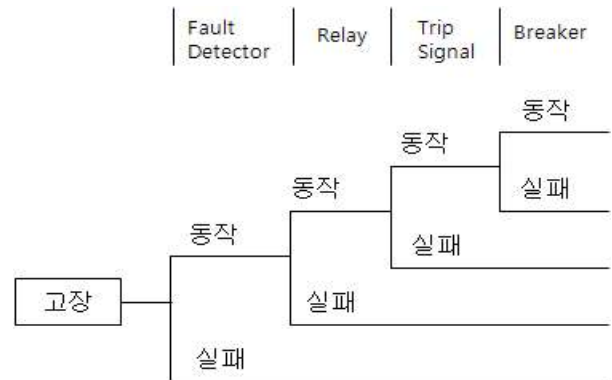 Fault
Detector
Relay
Trip
Signal
Breaker
동작
동작
동작
실패
동작
실패
고장
실패
실패